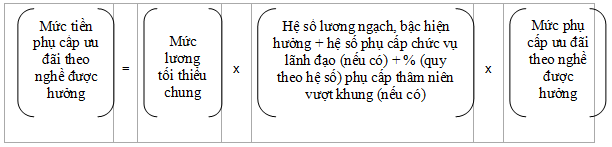 Mức tiền
phụ cấp ưu
đãi theo
nghề được
hưởng
=
Mức
lương
tối thiểu
chung
x
Hệ số lương ngạch, bậc hiện
hưởng + hệ số phụ cấp chức vụ
lãnh đạo (nếu có) + % (quy
theo hệ số) phụ cấp thâm niên
vượt khung (nếu có)
x
Mức phụ
cấp ưu đãi
theo nghề
được
hưởng